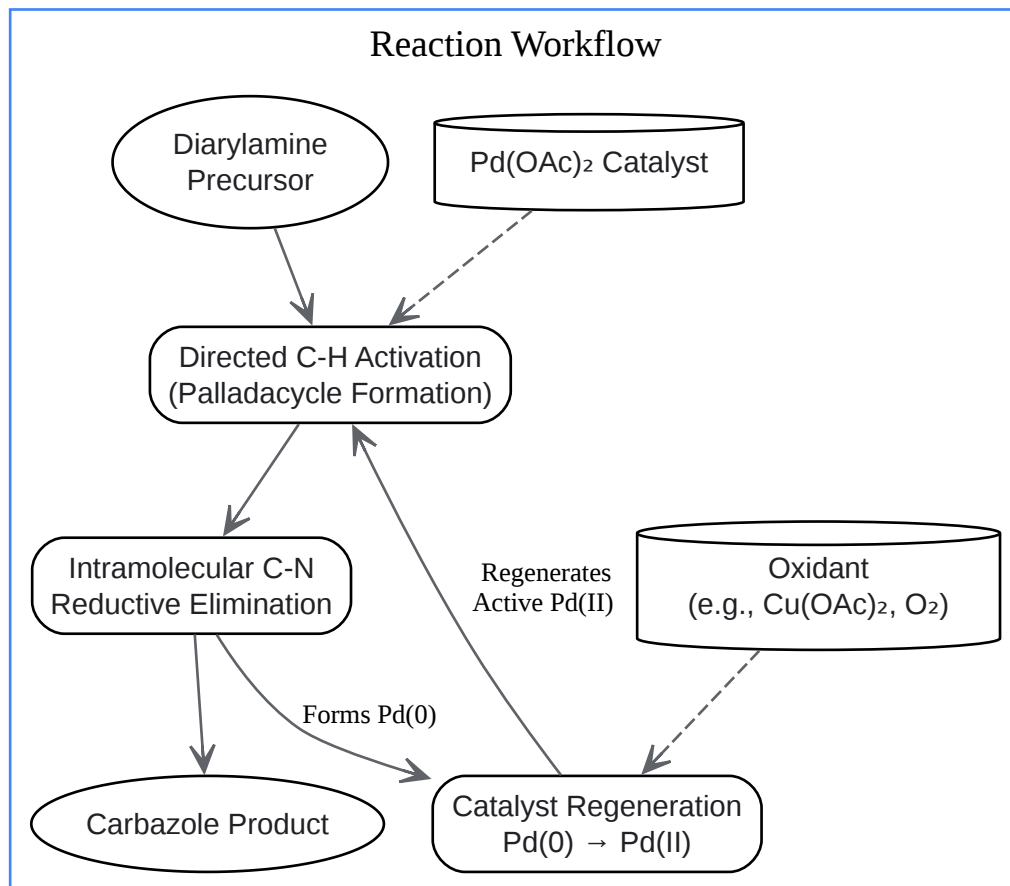 Reaction Workflow
Diarylamine
Precursor
Pd(OAc)₂ Catalyst
Directed C-H Activation
(Palladacycle Formation)
Intramolecular C-N
Reductive Elimination
Regenerates
Active Pd(II)
Oxidant
(e.g., Cu(OAc)₂, O₂)
Forms Pd(0)
Carbazole Product
Catalyst Regeneration
Pd(0) → Pd(II)